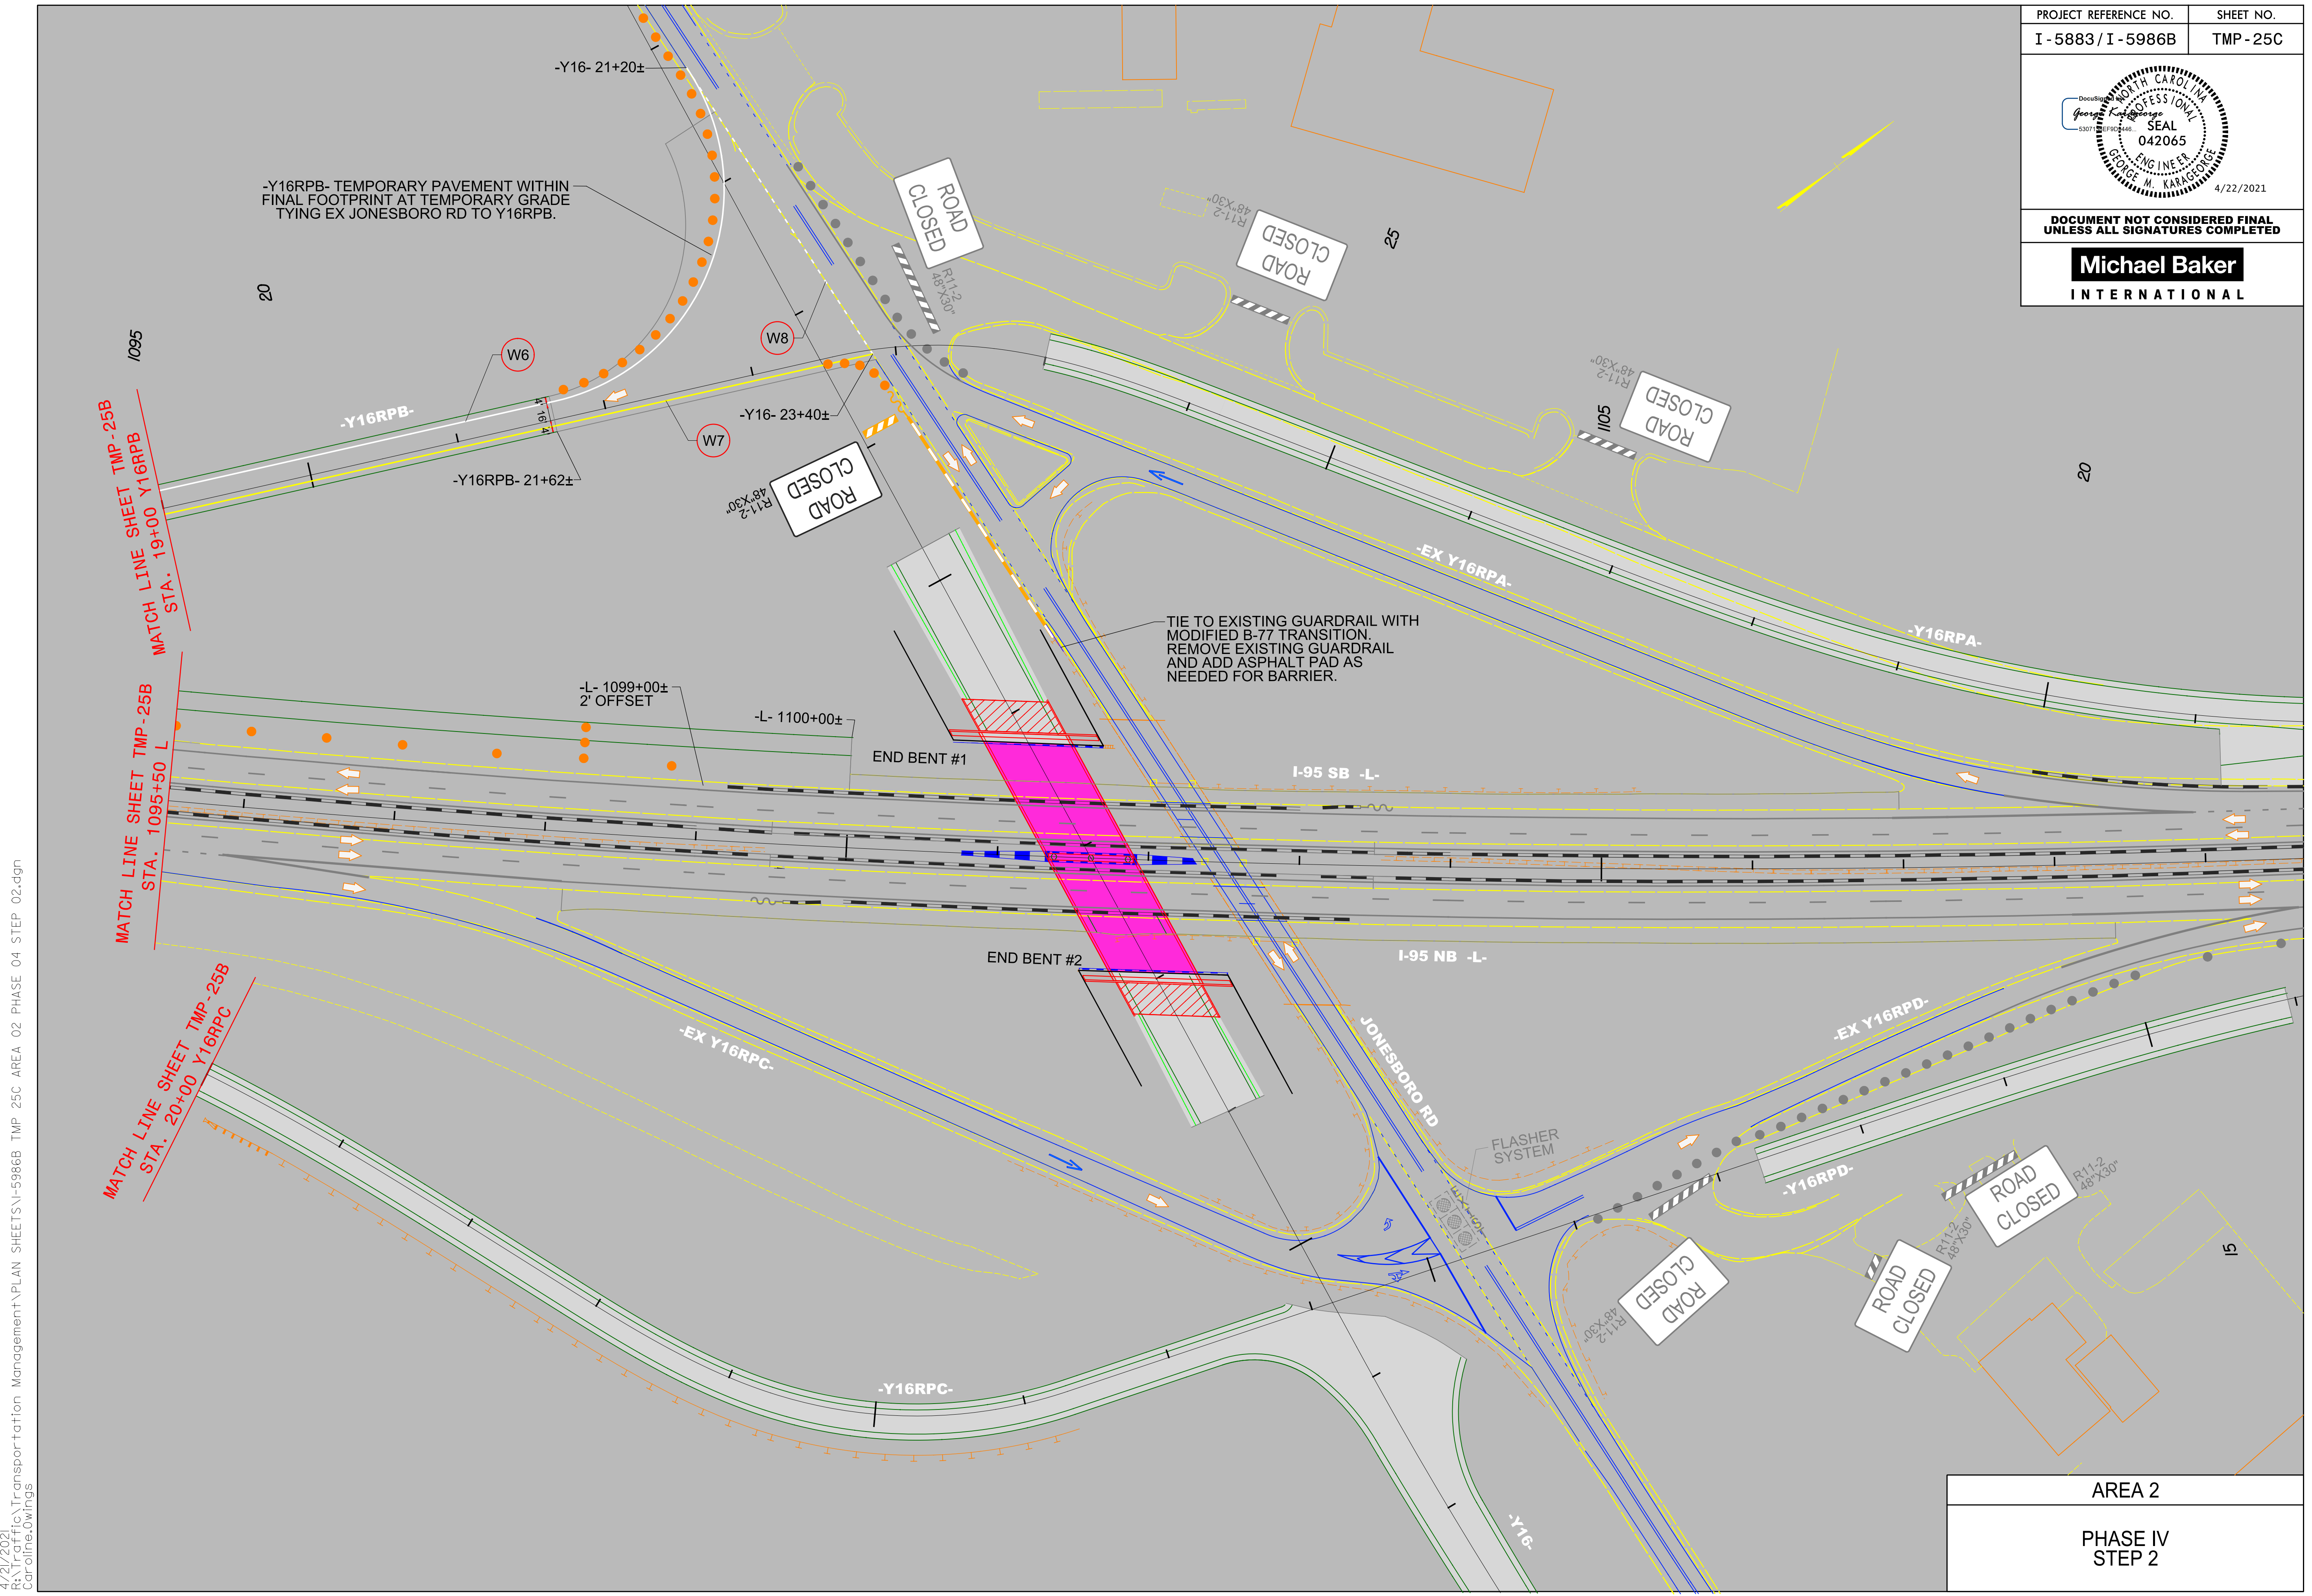 PROJECT REFERENCE NO.
SHEET NO.
I-5883/I-5986B
TMP-25C
NORTH CAROLINA
PROFESSIONAL
SEAL
042065
ENGINEER
GEORGE M. KARAGEORGE
George Karageorge
4/22/2021
DOCUMENT NOT CONSIDERED FINAL
UNLESS ALL SIGNATURES COMPLETED
Michael Baker
INTERNATIONAL
-Y16- 21+20±
-Y16RPB- TEMPORARY PAVEMENT WITHIN
FINAL FOOTPRINT AT TEMPORARY GRADE
TYING EX JONESBORO RD TO Y16RPB.
ROAD
CLOSED
R11-2
48"X30"
R11-2
48"X30"
ROAD
CLOSED
25
20
1095
W6
W8
R11-2
48"X30"
ROAD
CLOSED
1105
20
-Y16RPB-
4' 16' 4'
-Y16- 23+40±
W7
-Y16RPB- 21+62±
ROAD
CLOSED
R11-2
48"X30"
MATCH LINE SHEET TMP-25B
STA. 19+00 Y16RPB
-EX Y16RPA-
-Y16RPA-
TIE TO EXISTING GUARDRAIL WITH
MODIFIED B-77 TRANSITION.
REMOVE EXISTING GUARDRAIL
AND ADD ASPHALT PAD AS
NEEDED FOR BARRIER.
-L- 1099+00±
2' OFFSET
-L- 1100+00±
END BENT #1
I-95 SB -L-
MATCH LINE SHEET TMP-25B
STA. 1095+50 L
END BENT #2
I-95 NB -L-
MATCH LINE SHEET TMP-25B
STA. 20+00 Y16RPC
-EX Y16RPC-
JONESBORO RD
-EX Y16RPD-
FLASHER
SYSTEM
EXIST
-Y16RPD-
ROAD
CLOSED
R11-2
48"X30"
ROAD
CLOSED
R11-2
48"X30"
ROAD
CLOSED
R11-2
48"X30"
15
-Y16RPC-
-Y16-
AREA 2
PHASE IV
STEP 2
4/21/2021
R:\Traffic\Transportation Management\PLAN SHEETS\I-5986B TMP 25C AREA 02 PHASE 04 STEP 02.dgn
Caroline.Owings